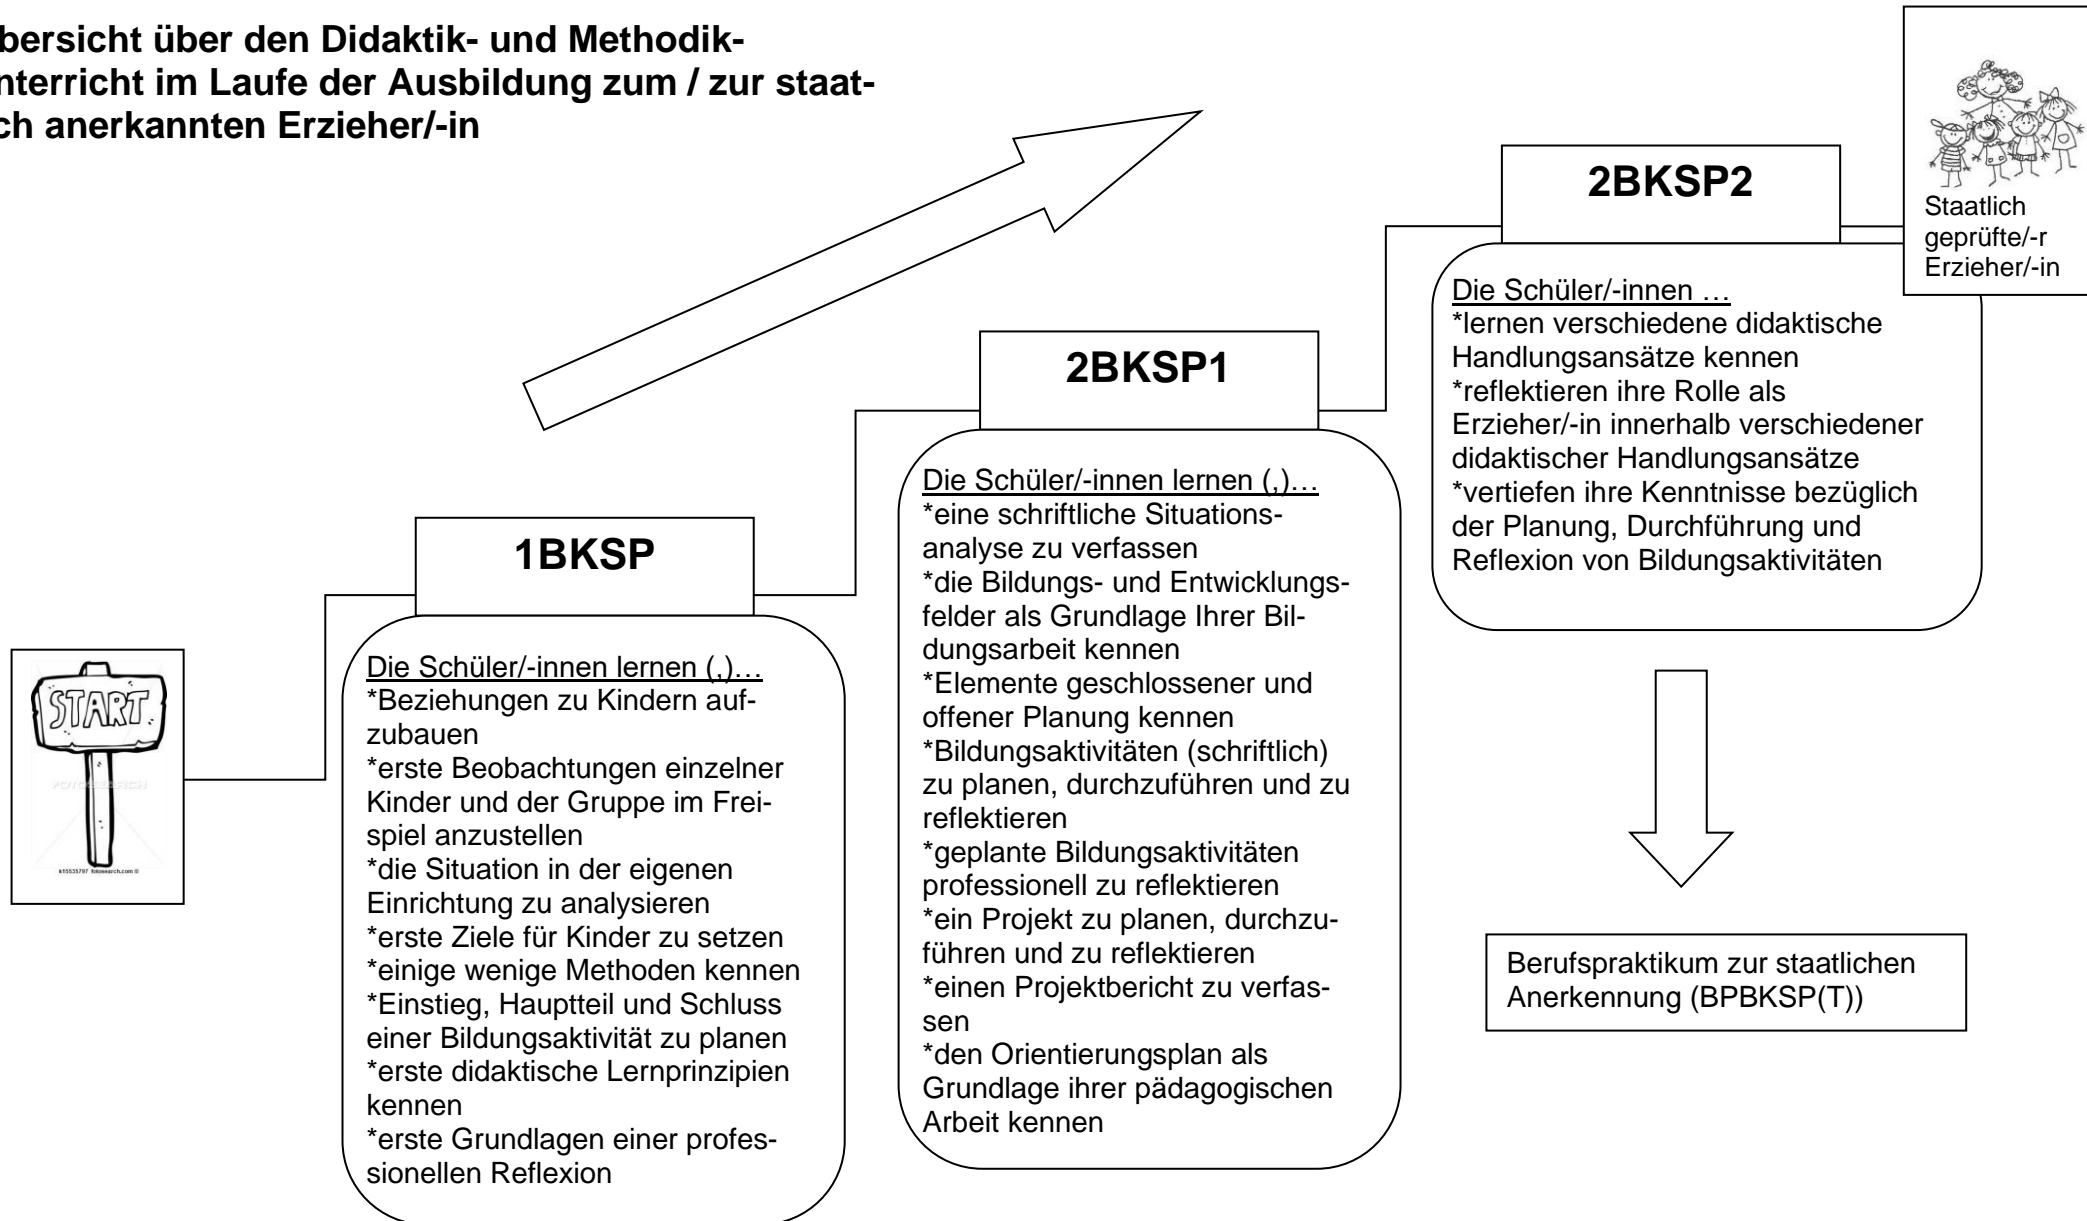 bersicht über den Didaktik- und Methodik-
nterricht im Laufe der Ausbildung zum / zur staat-
ch anerkannten Erzieher/-in
START
FOTOSEARCH
k15535797 fotosearch.com ®
1BKSP
Die Schüler/-innen lernen (,)…
*Beziehungen zu Kindern auf-
zubauen
*erste Beobachtungen einzelner
Kinder und der Gruppe im Frei-
spiel anzustellen
*die Situation in der eigenen
Einrichtung zu analysieren
*erste Ziele für Kinder zu setzen
*einige wenige Methoden kennen
*Einstieg, Hauptteil und Schluss
einer Bildungsaktivität zu planen
*erste didaktische Lernprinzipien
kennen
*erste Grundlagen einer profes-
sionellen Reflexion
2BKSP1
Die Schüler/-innen lernen (,)…
*eine schriftliche Situations-
analyse zu verfassen
*die Bildungs- und Entwicklungs-
felder als Grundlage Ihrer Bil-
dungsarbeit kennen
*Elemente geschlossener und
offener Planung kennen
*Bildungsaktivitäten (schriftlich)
zu planen, durchzuführen und zu
reflektieren
*geplante Bildungsaktivitäten
professionell zu reflektieren
*ein Projekt zu planen, durchzu-
führen und zu reflektieren
*einen Projektbericht zu verfas-
sen
*den Orientierungsplan als
Grundlage ihrer pädagogischen
Arbeit kennen
2BKSP2
Die Schüler/-innen …
*lernen verschiedene didaktische
Handlungsansätze kennen
*reflektieren ihre Rolle als
Erzieher/-in innerhalb verschiedener
didaktischer Handlungsansätze
*vertiefen ihre Kenntnisse bezüglich
der Planung, Durchführung und
Reflexion von Bildungsaktivitäten
Staatlich
geprüfte/-r
Erzieher/-in
Berufspraktikum zur staatlichen
Anerkennung (BPBKSP(T))